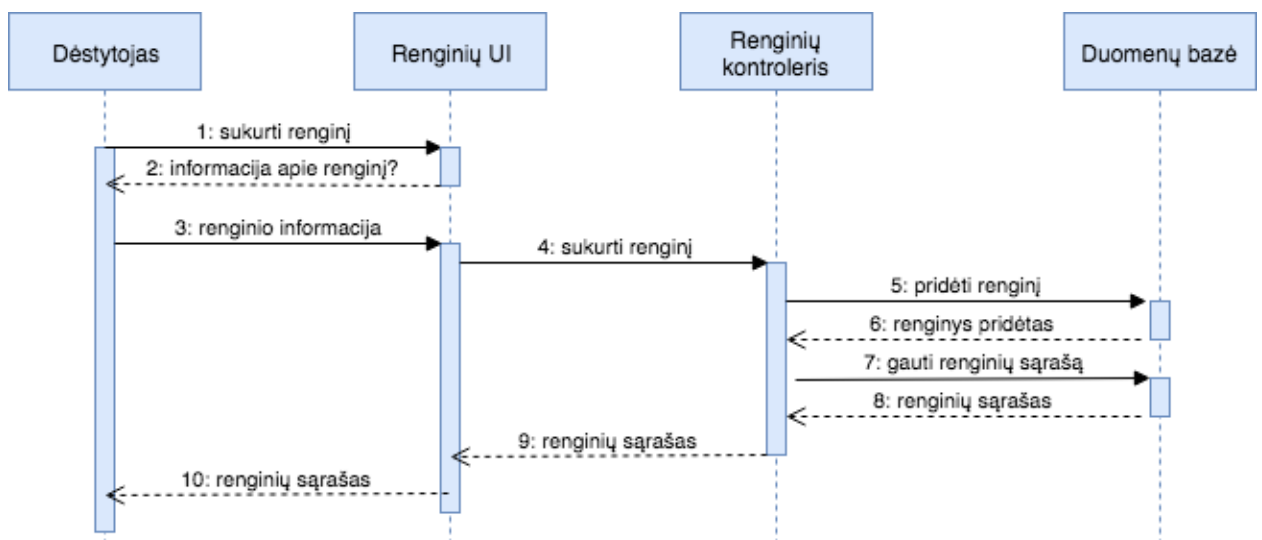 Dėstytojas
Renginių UI
Renginių
kontroleris
Duomenų bazė
1: sukurti renginį
2: informacija apie renginį?
3: renginio informacija
4: sukurti renginį
5: pridėti renginį
6: renginys pridėtas
7: gauti renginių sąrašą
8: renginių sąrašas
9: renginių sąrašas
10: renginių sąrašas